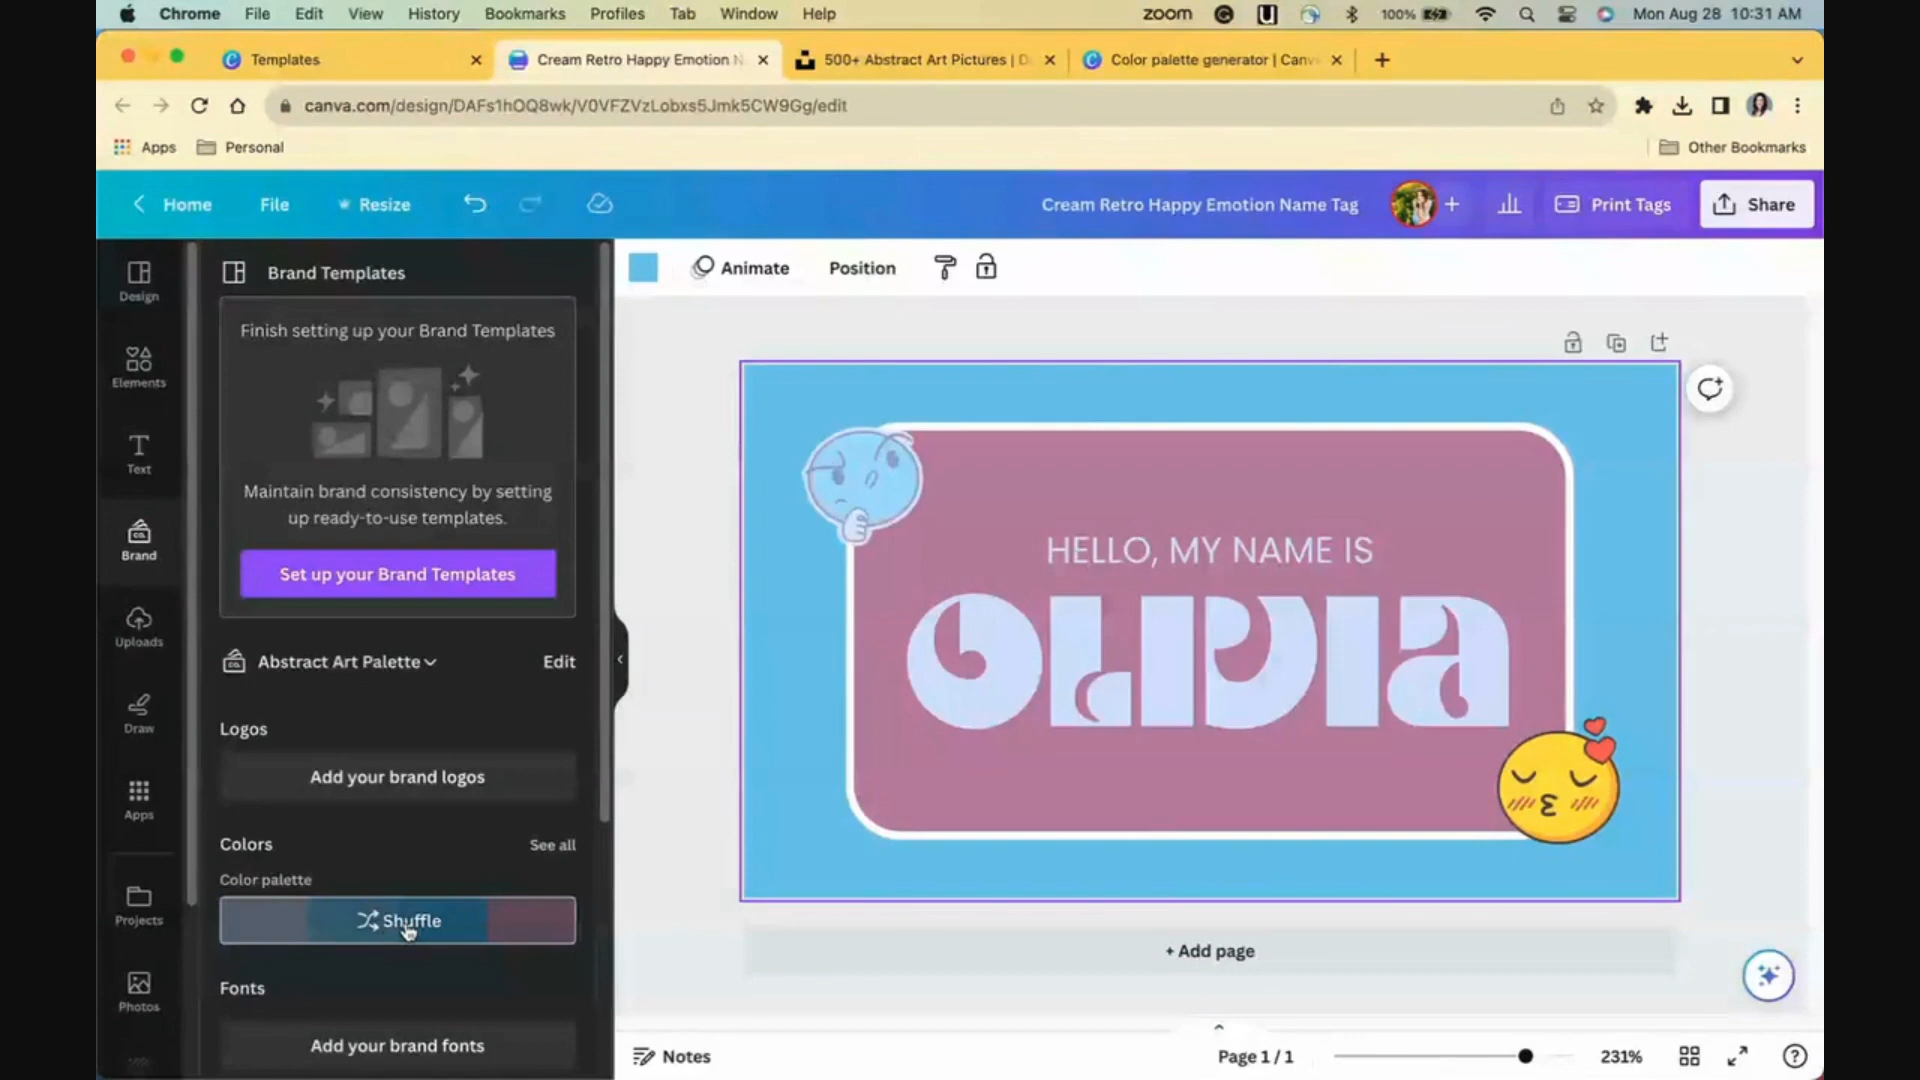 Chrome File Edit View History Bookmarks Profiles Tab Window Help zoom 100% Mon Aug 28 10:31 AM
Templates Cream Retro Happy Emotion N 500+ Abstract Art Pictures | D Color palette generator | Canv
canva.com/design/DAFs1hOQ8wk/V0VFZVzLobxs5Jmk5CW9Gg/edit
Apps Personal Other Bookmarks
Home File Resize Cream Retro Happy Emotion Name Tag Print Tags Share
Design
Elements
Text
Brand
Uploads
Draw
Apps
Projects
Photos
Brand Templates
Finish setting up your Brand Templates
Maintain brand consistency by setting
up ready-to-use templates.
Set up your Brand Templates
Abstract Art Palette Edit
Logos
Add your brand logos
Colors See all
Color palette
Shuffle
Fonts
Add your brand fonts
Animate Position
HELLO, MY NAME IS
OLIVIA
+ Add page
Notes Page 1 / 1 231%